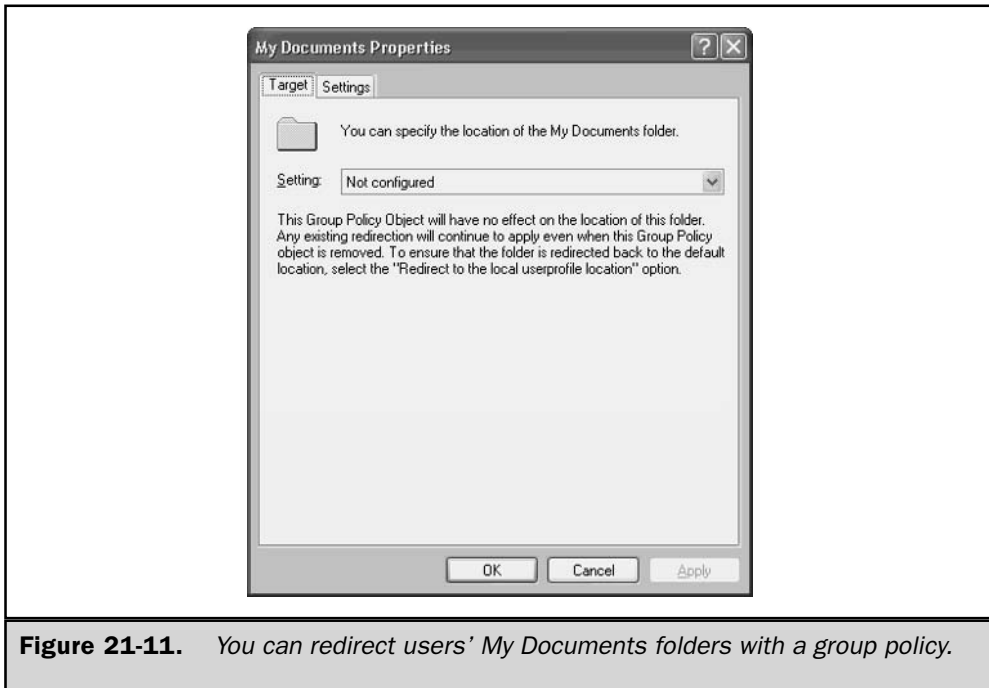 My Documents Properties
Target Settings
You can specify the location of the My Documents folder.
Setting: Not configured
This Group Policy Object will have no effect on the location of this folder.
Any existing redirection will continue to apply even when this Group Policy
object is removed. To ensure that the folder is redirected back to the default
location, select the "Redirect to the local userprofile location" option.
OK Cancel Apply
Figure 21-11. You can redirect users’ My Documents folders with a group policy.